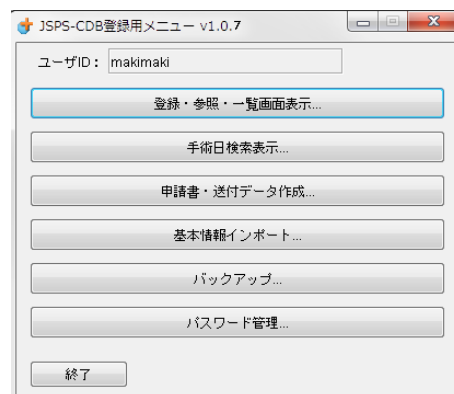 JSPS-CDB登録用メニュー v1.0.7
ユーザID： makimaki
登録・参照・一覧画面表示...
手術日検索表示...
申請書・送付データ作成...
基本情報インポート...
バックアップ...
パスワード管理...
終了